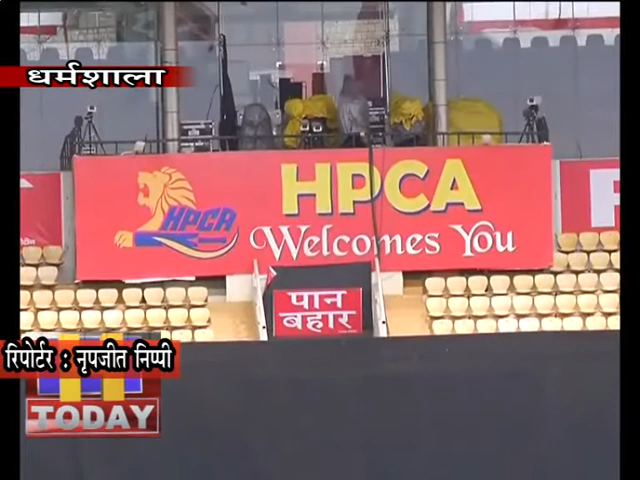 धर्मशाला
HPCA
HPCA
Welcomes You
पान
बहार
रिपोर्टर : नृपजीत निप्पी
TODAY